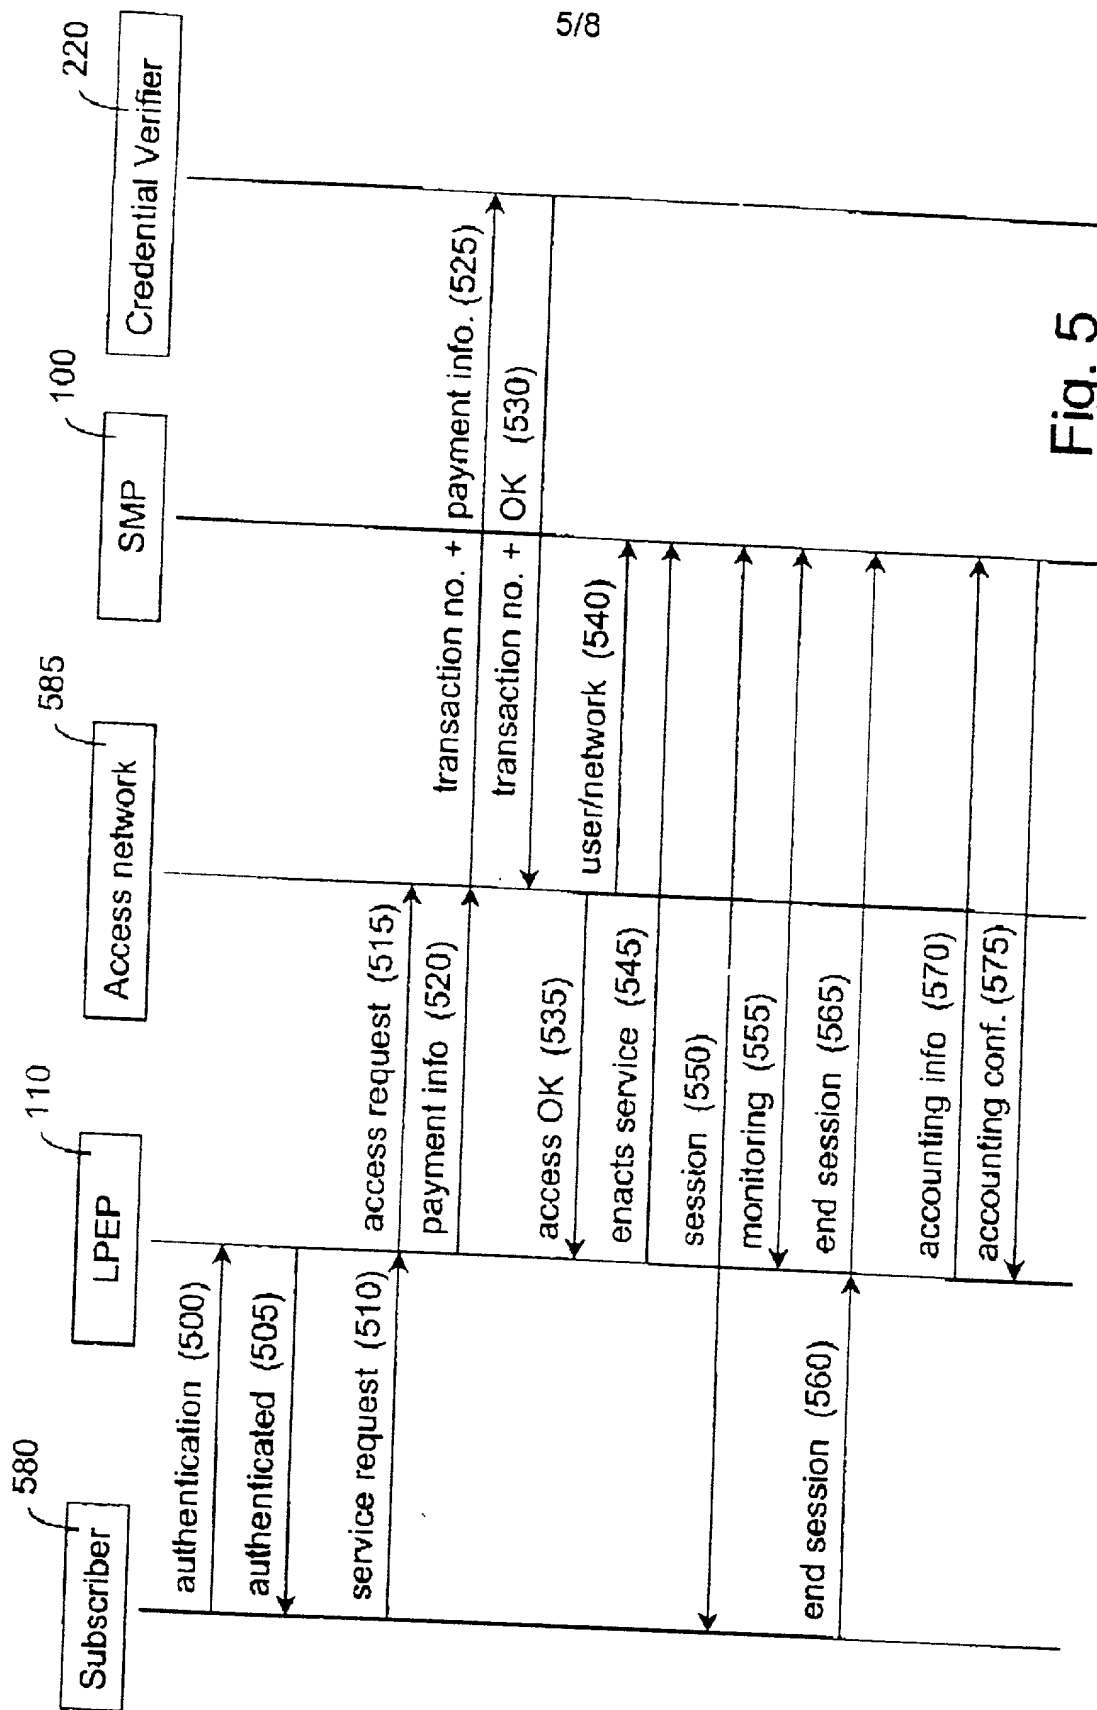 5/8
580
110
585
100
220
Subscriber
LPEP
Access network
SMP
Credential Verifier
authentication (500)
authenticated (505)
service request (510)
access request (515)
payment info (520)
transaction no. + payment info. (525)
transaction no. + OK (530)
access OK (535)
user/network (540)
enacts service (545)
session (550)
monitoring (555)
end session (560)
end session (565)
accounting info (570)
accounting conf. (575)
Fig. 5